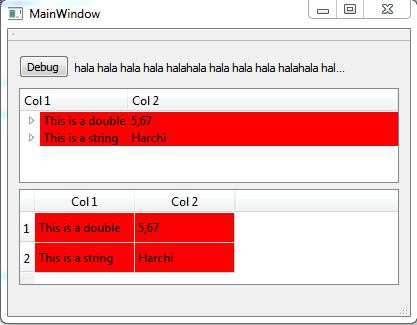 MainWindow
Debug hala hala hala hala halahala hala hala hala halahala hal...
Col 1 Col 2
This is a double 5,67
This is a string Harchi
Col 1 Col 2
1 This is a double 5,67
2 This is a string Harchi